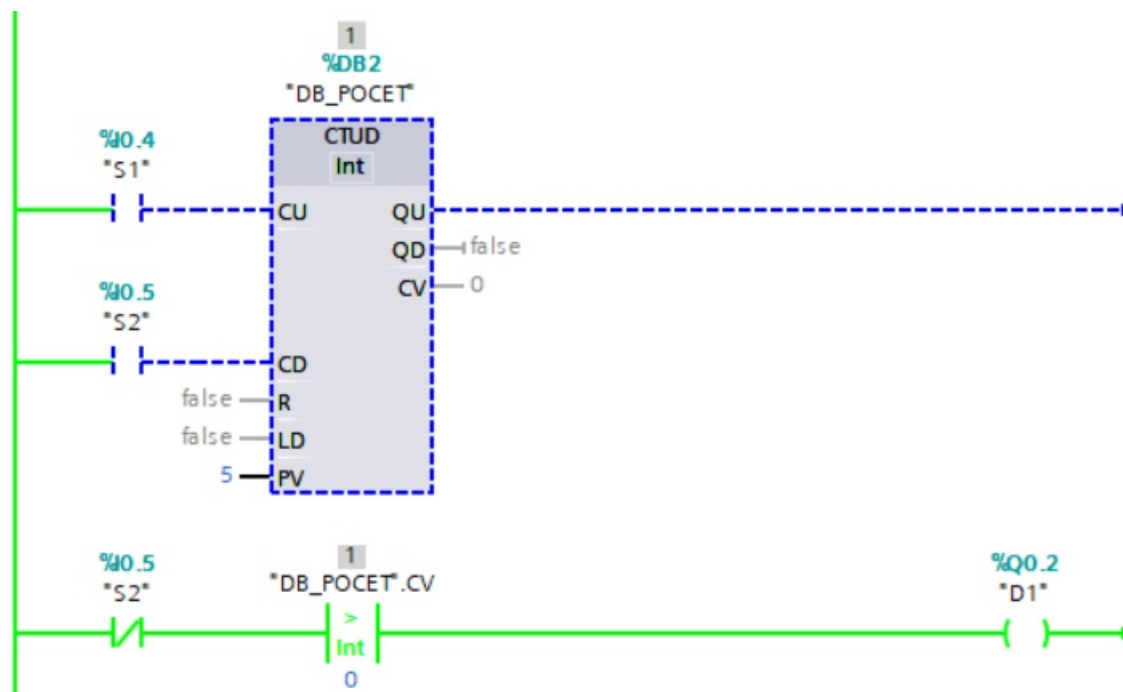 1
%DB2
"DB_POCET"
%I0.4
"S1"
CTUD
Int
CU QU
QD false
CV 0
%I0.5
"S2"
CD
false R
false LD
5 PV
%I0.5
"S2"
1
"DB_POCET".CV
>
Int
0
%Q0.2
"D1"